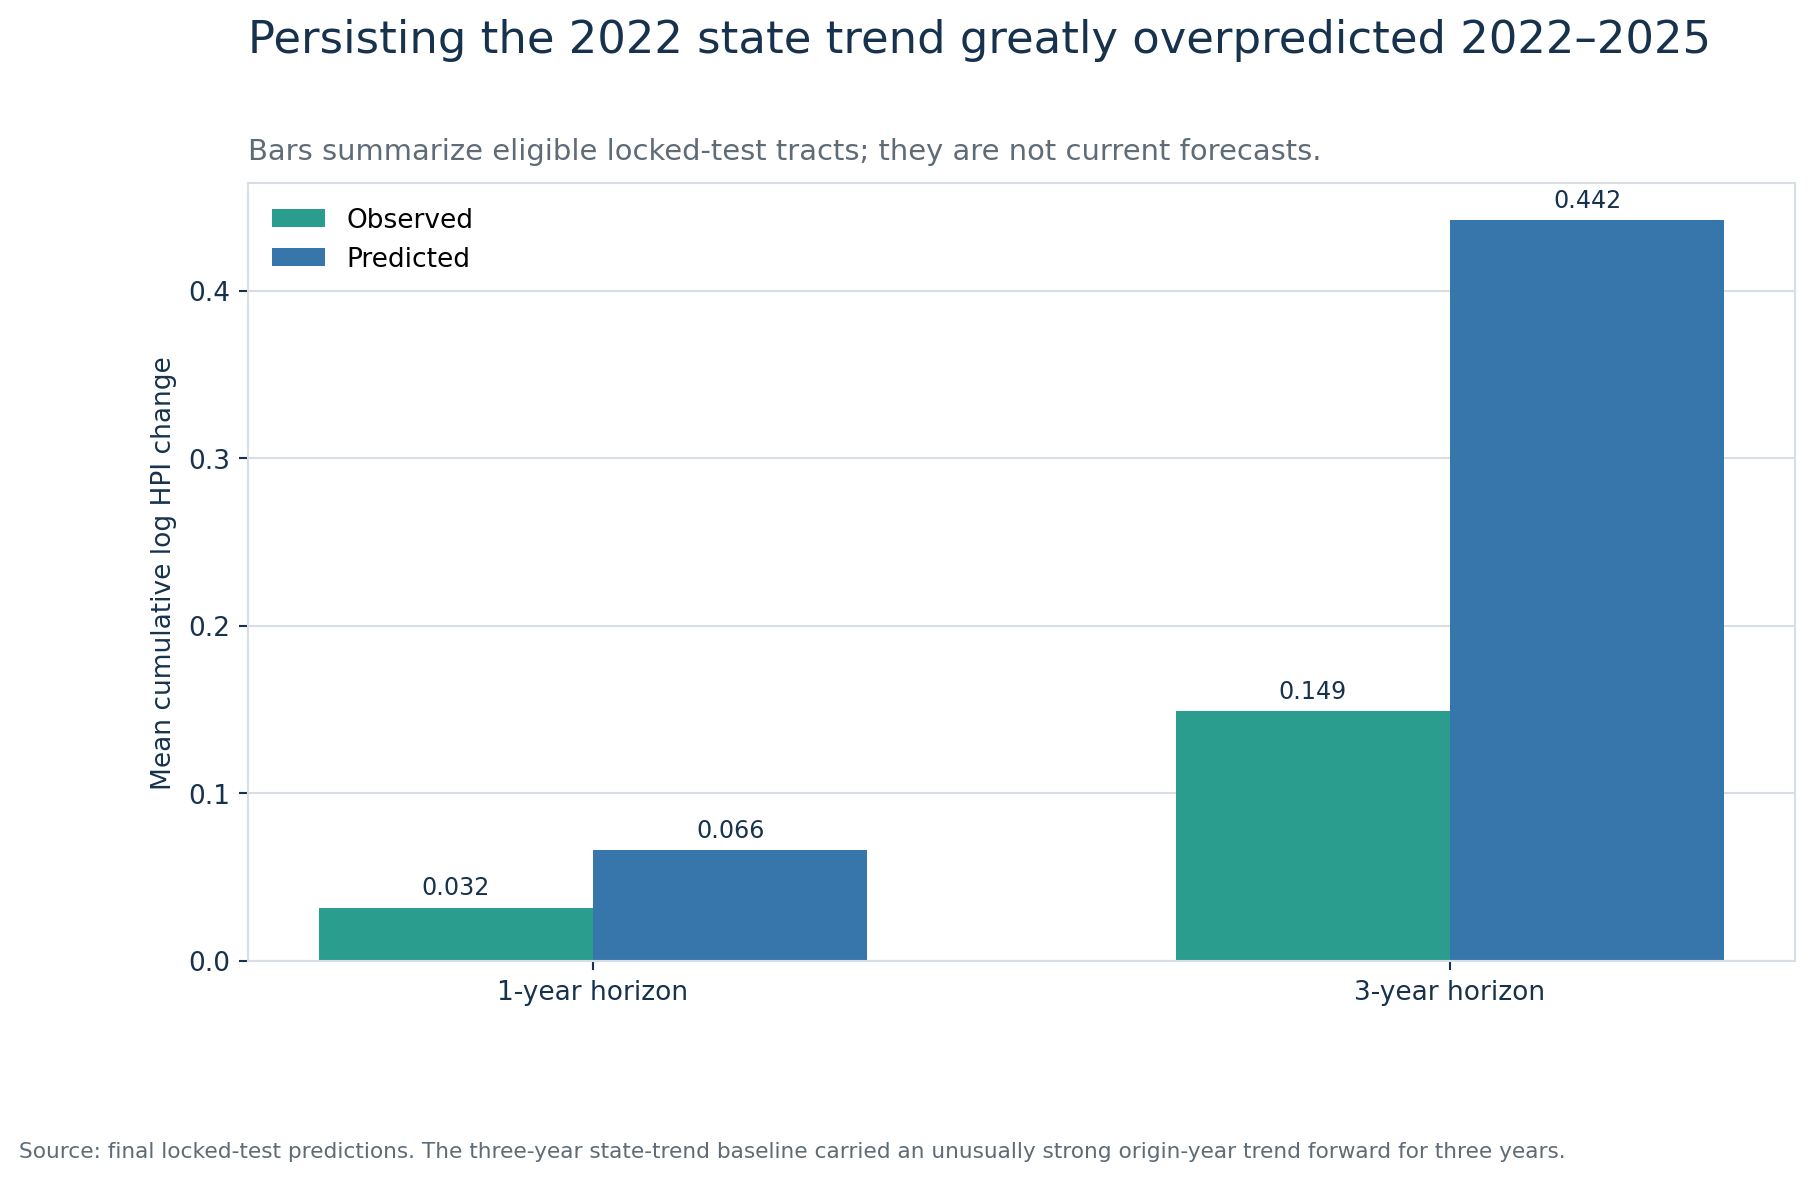 Persisting the 2022 state trend greatly overpredicted 2022–2025
Bars summarize eligible locked-test tracts; they are not current forecasts.
Observed
Predicted
Mean cumulative log HPI change
0.4
0.3
0.2
0.1
0.0
0.032
0.066
0.149
0.442
1-year horizon
3-year horizon
Source: final locked-test predictions. The three-year state-trend baseline carried an unusually strong origin-year trend forward for three years.